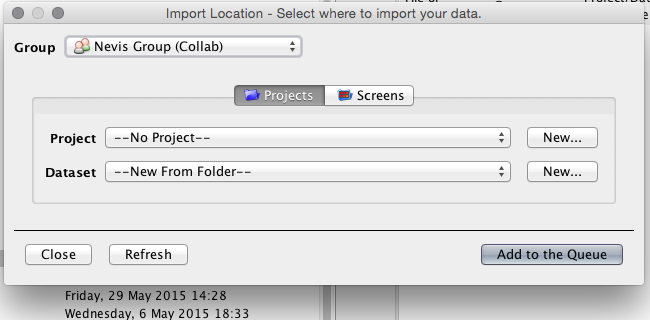 Import Location - Select where to import your data.
Group Nevis Group (Collab)
Projects Screens
Project --No Project-- New...
Dataset --New From Folder-- New...
Close Refresh Add to the Queue
Friday, 29 May 2015 14:28
Wednesday, 6 May 2015 18:33